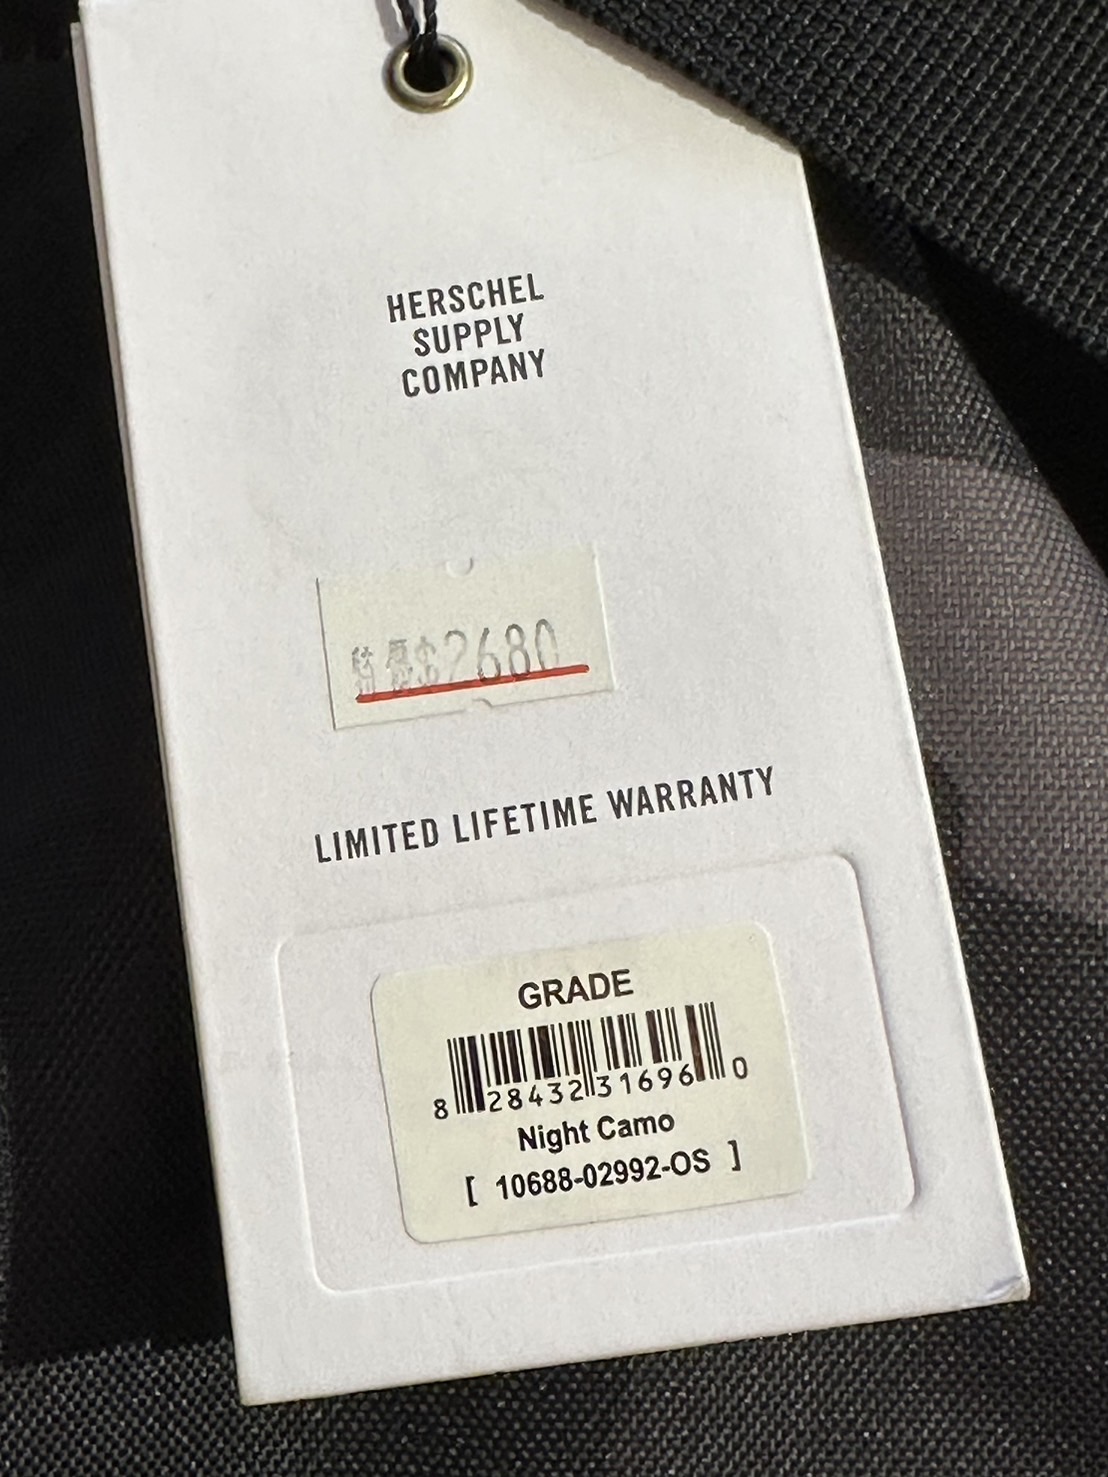 HERSCHEL
SUPPLY
COMPANY
特價$2680
LIMITED LIFETIME WARRANTY
GRADE
8 28432 31696 0
Night Camo
[ 10688-02992-OS ]